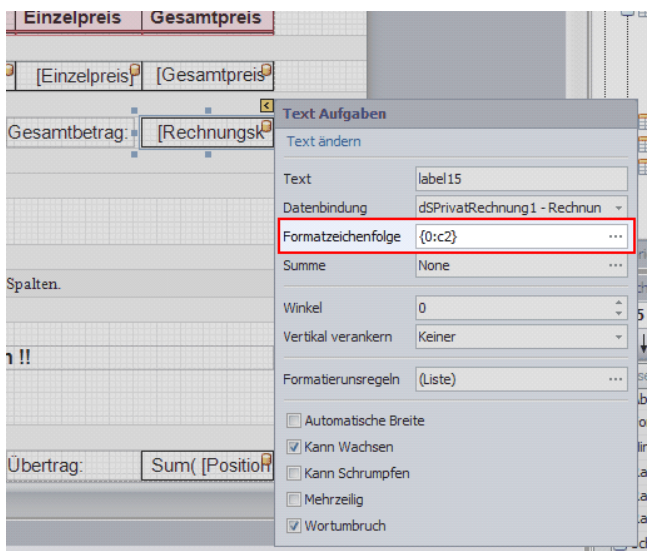 Einzelpreis Gesamtpreis
[Einzelpreis] [Gesamtpreis
Gesamtbetrag: [Rechnungsk
Text Aufgaben
Text ändern
Text label15
Datenbindung dSPrivatRechnung1 - Rechnun
Formatzeichenfolge {0:c2}
Summe None
Spalten.
Winkel 0
Vertikal verankern Keiner
n !!
Formatierunsregeln (Liste)
Automatische Breite
Kann Wachsen
Übertrag: Sum( [Position
Kann Schrumpfen
Mehrzeilig
Wortumbruch